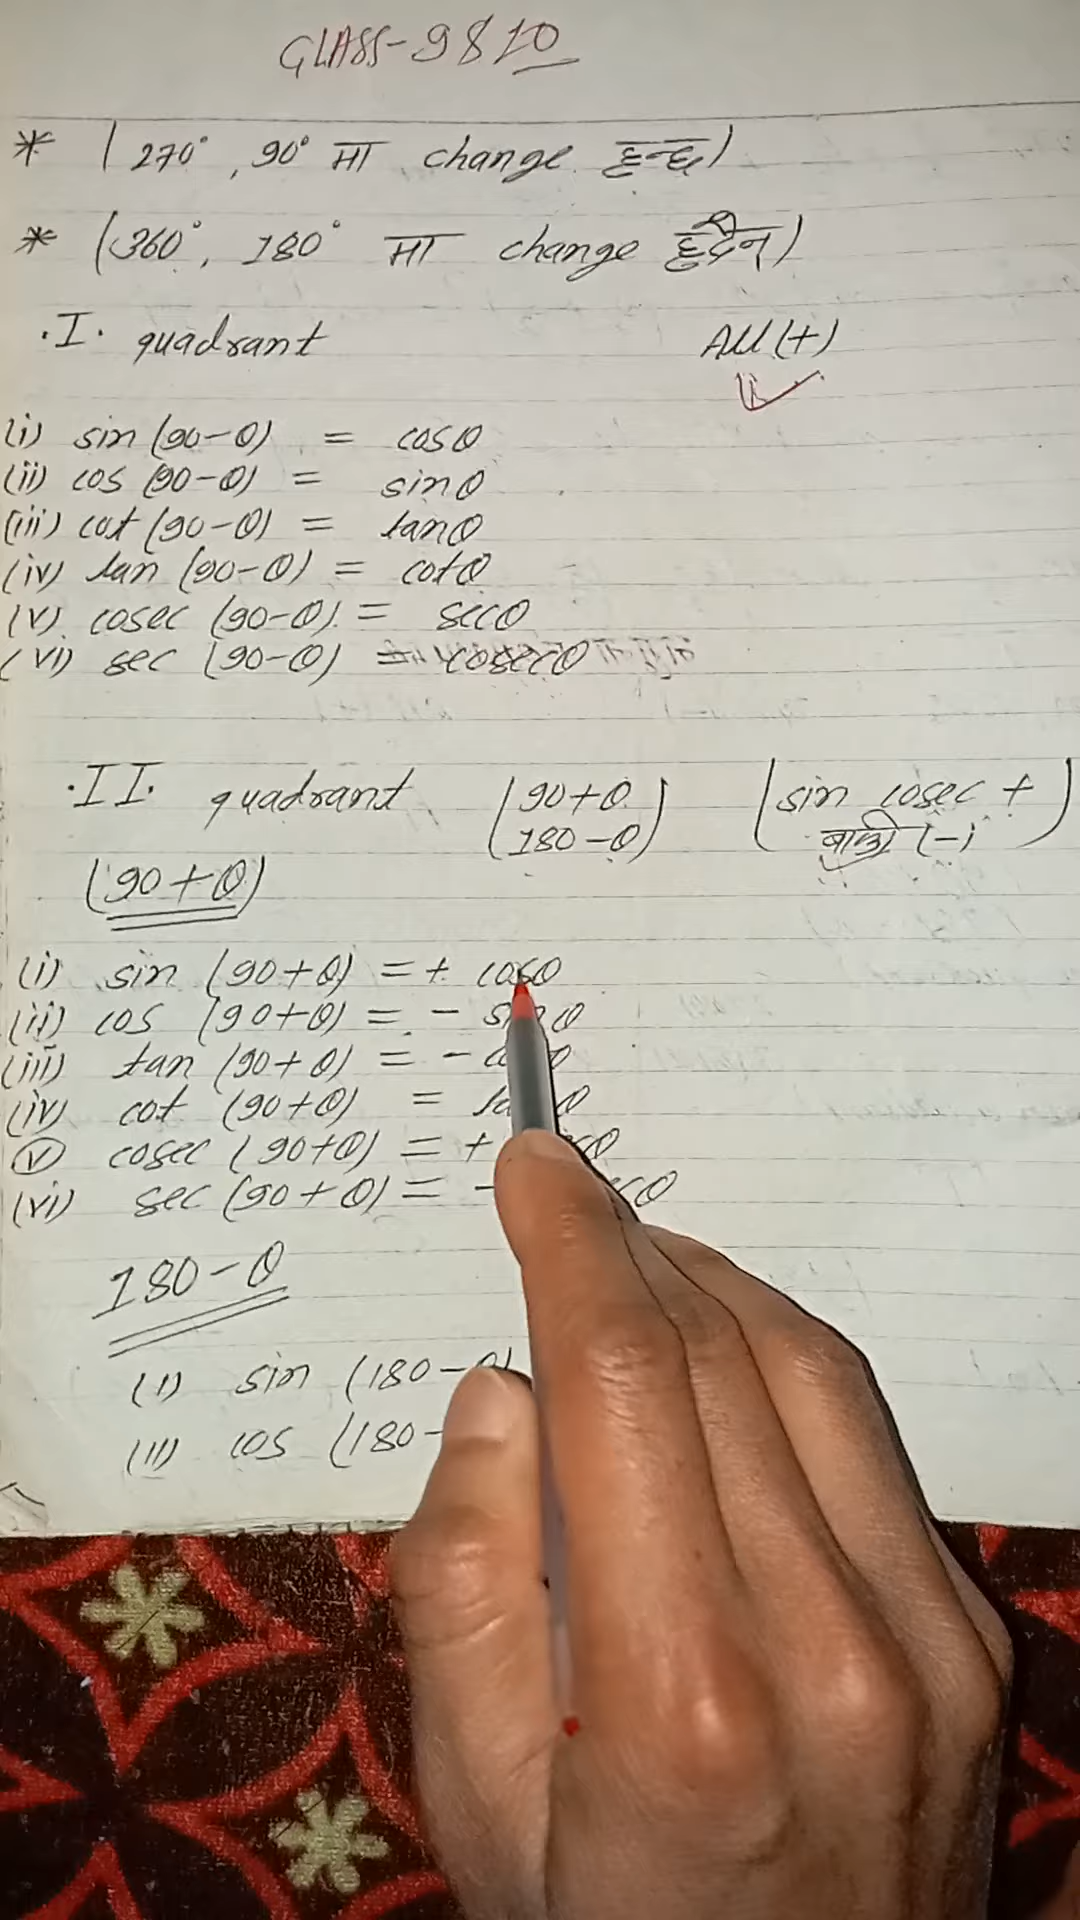 CLASS-9810
* (270°, 90° मा change हुन्छ)
* (360°, 180° मा change हुँदैन)
.I. quadrant All (+)
(i) sin (90-θ) = cosθ
(ii) cos (90-θ) = sinθ
(iii) cot (90-θ) = tanθ
(iv) tan (90-θ) = cotθ
(v) cosec (90-θ) = secθ
(vi) sec (90-θ) = cosecθ
.II. quadrant (90+θ (sin cosec +
180-θ) बाकी (-)
(90+θ)
(i) sin (90+θ) = + cosθ
(ii) cos (90+θ) = - sinθ
(iii) tan (90+θ) = -
(iv) cot (90+θ) =
(v) cosec (90+θ) = +
(vi) sec (90+θ) = -
180-θ
(I) sin (180-θ)
(II) cos (180-